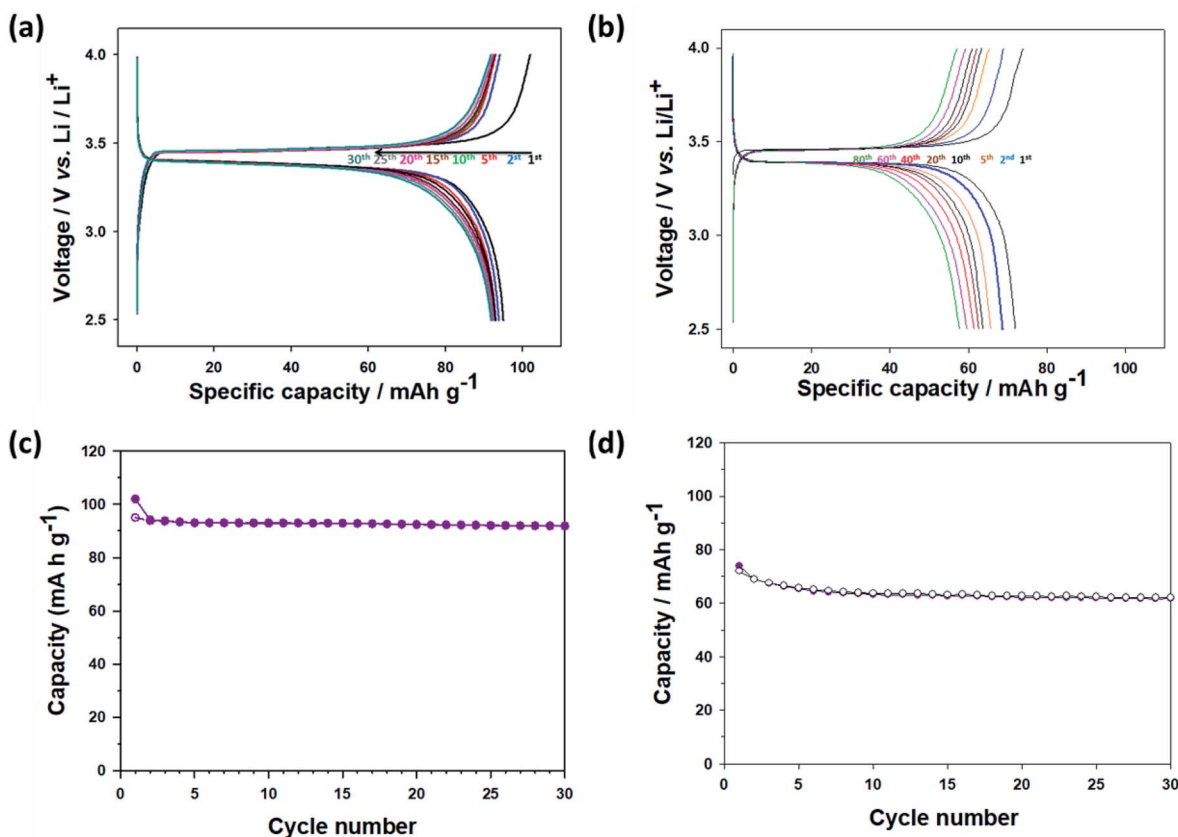 (a)
Voltage / V vs. Li / Li+
4.0
3.5
3.0
2.5
30th 25th 20th 15th 10th 5th 2st 1st
0 20 40 60 80 100
Specific capacity / mAh g-1
(b)
Voltage / V vs. Li/Li+
4.0
3.5
3.0
2.5
80th 60th 40th 20th 10th 5th 2nd 1st
0 20 40 60 80 100
Specific capacity / mAh g-1
(c)
Capacity (mA h g-1)
120
100
80
60
40
20
0
0 5 10 15 20 25 30
Cycle number
(d)
Capacity / mAh g-1
120
100
80
60
40
20
0
0 5 10 15 20 25 30
Cycle number